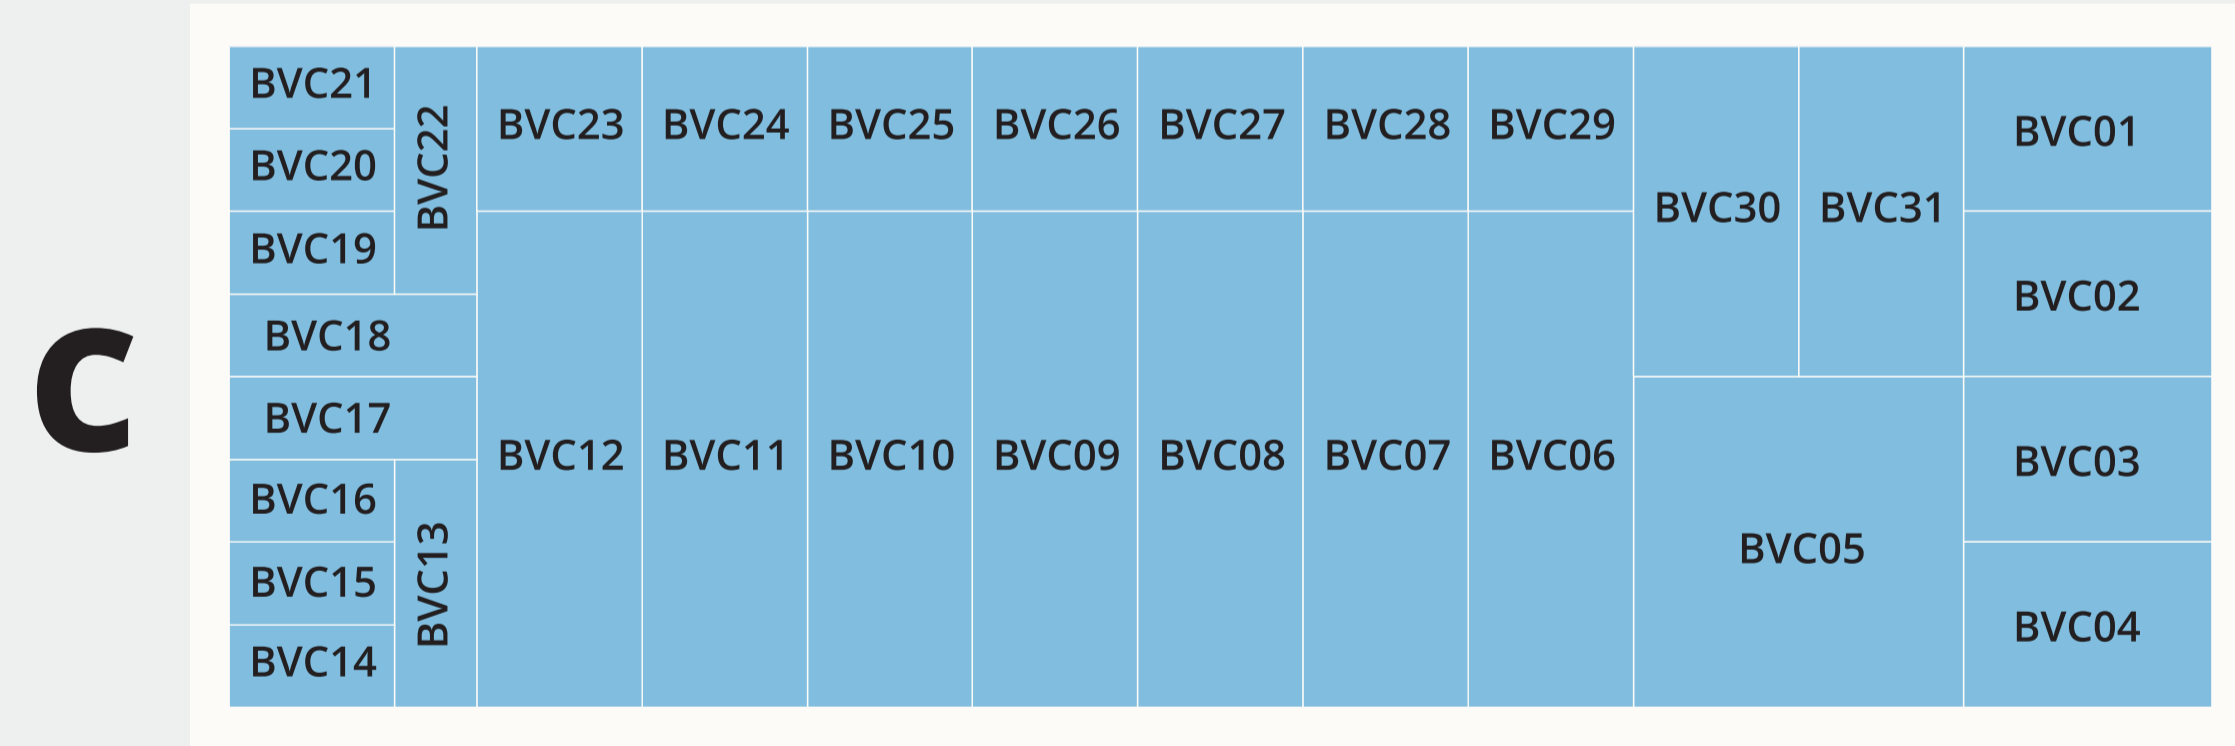 C
BVC21
BVC20
BVC19
BVC22
BVC18
BVC17
BVC16
BVC15
BVC14
BVC13
BVC23 BVC24 BVC25 BVC26 BVC27 BVC28 BVC29
BVC12 BVC11 BVC10 BVC09 BVC08 BVC07 BVC06
BVC30 BVC31
BVC05
BVC01
BVC02
BVC03
BVC04